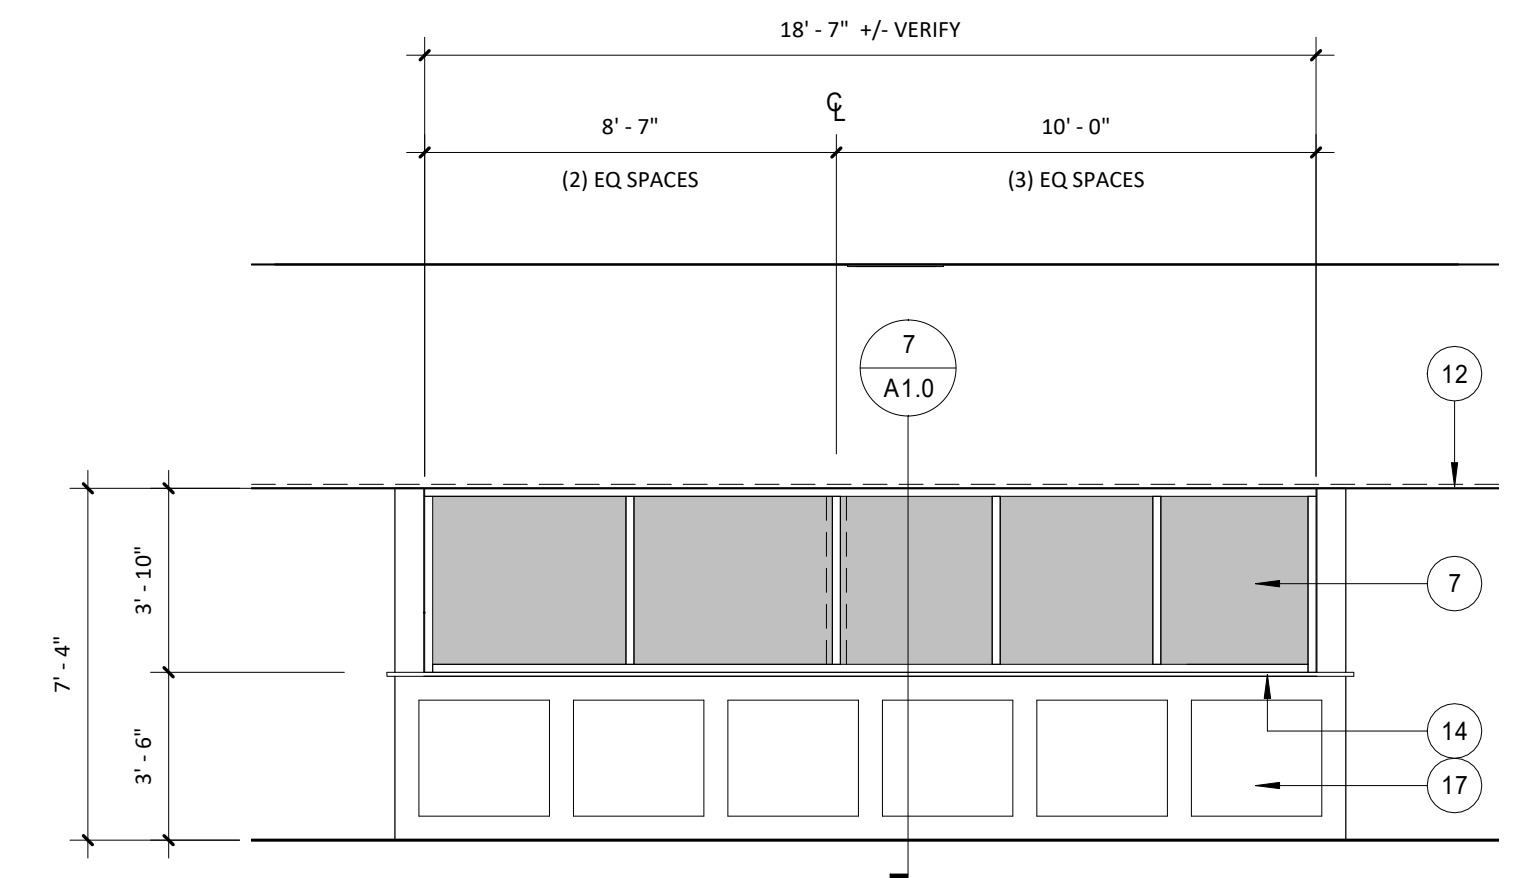 18' - 7" +/- VERIFY
℄
8' - 7"
10' - 0"
(2) EQ SPACES
(3) EQ SPACES
7
A1.0
12
3' - 10"
7
7' - 4"
14
3' - 6"
17